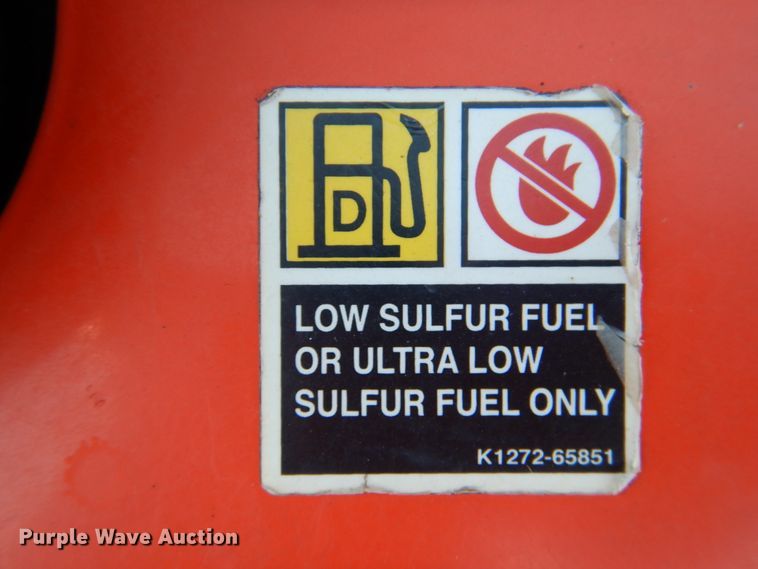 D
LOW SULFUR FUEL
OR ULTRA LOW
SULFUR FUEL ONLY
K1272-65851
Purple Wave Auction